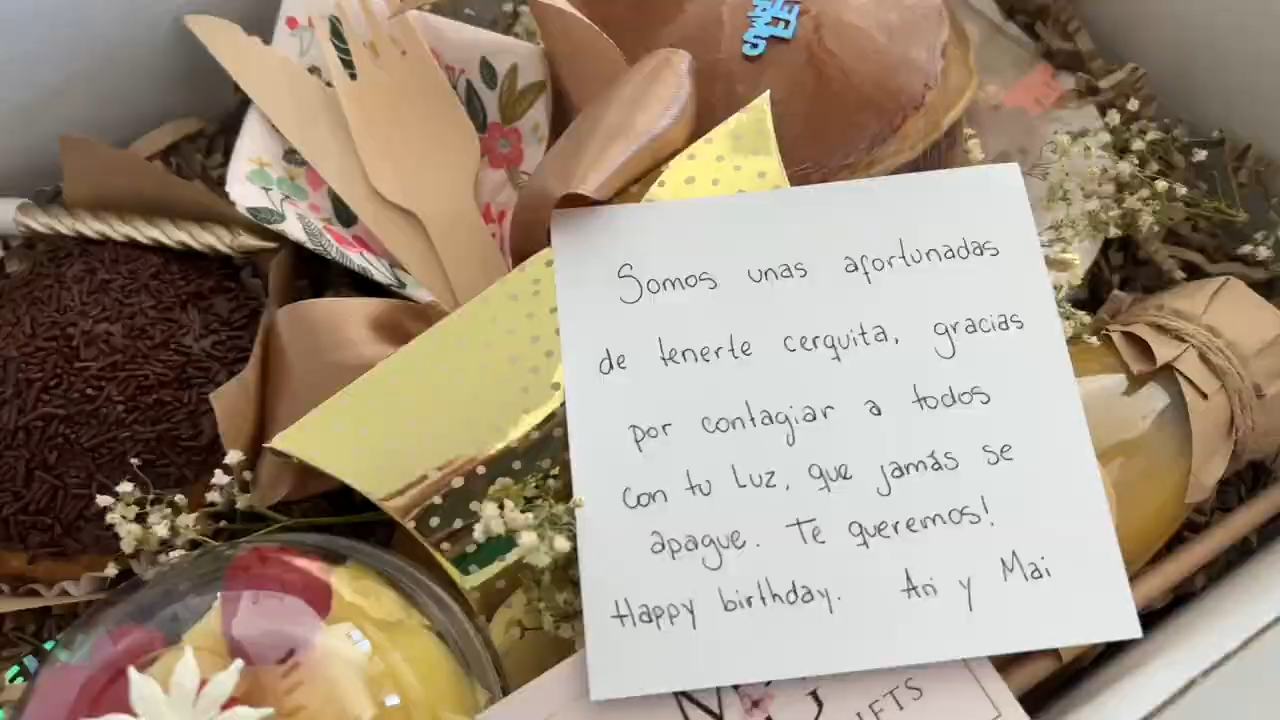 Somos unas afortunadas
de tenerte cerquita, gracias
por contagiar a todos
con tu luz, que jamás se
apague. Te queremos!
Happy birthday. Ari y Mai